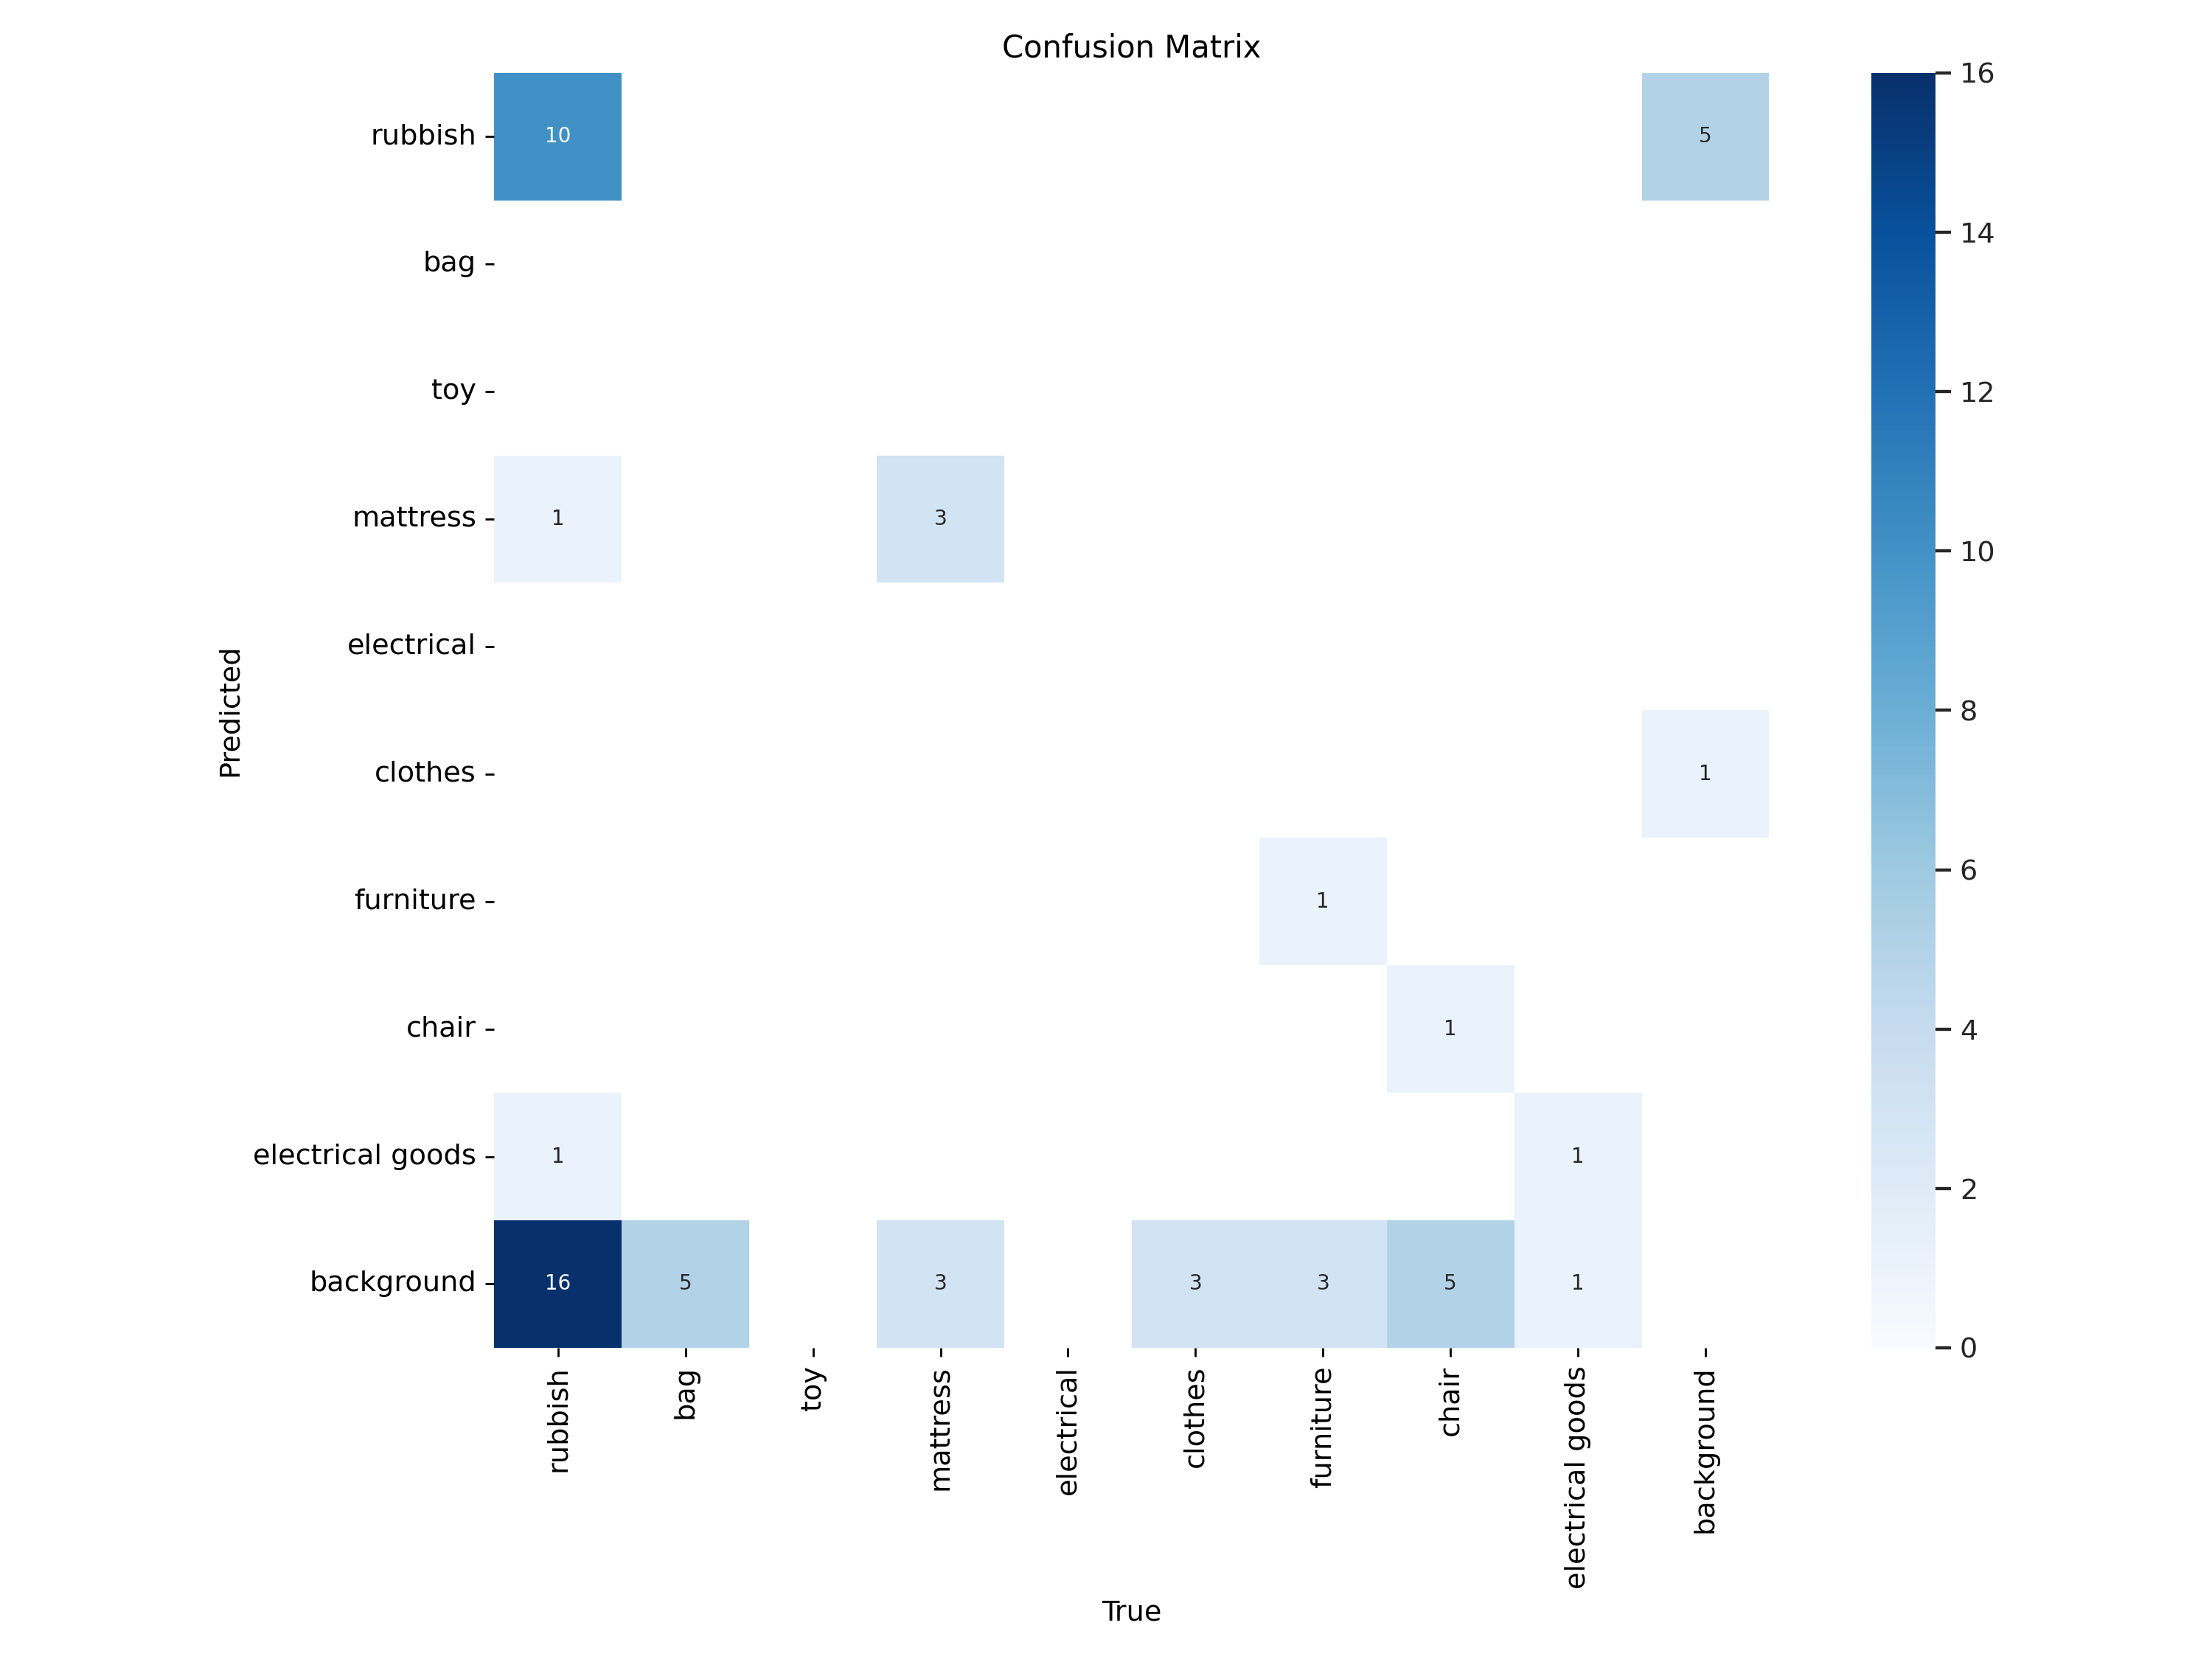 Confusion Matrix
rubbish 10 5
bag
toy
mattress 1 3
electrical
clothes 1
furniture 1
chair 1
electrical goods 1 1
background 16 5 3 3 3 5 1
rubbish bag toy mattress electrical clothes furniture chair electrical goods background
True
Predicted
16
14
12
10
8
6
4
2
0